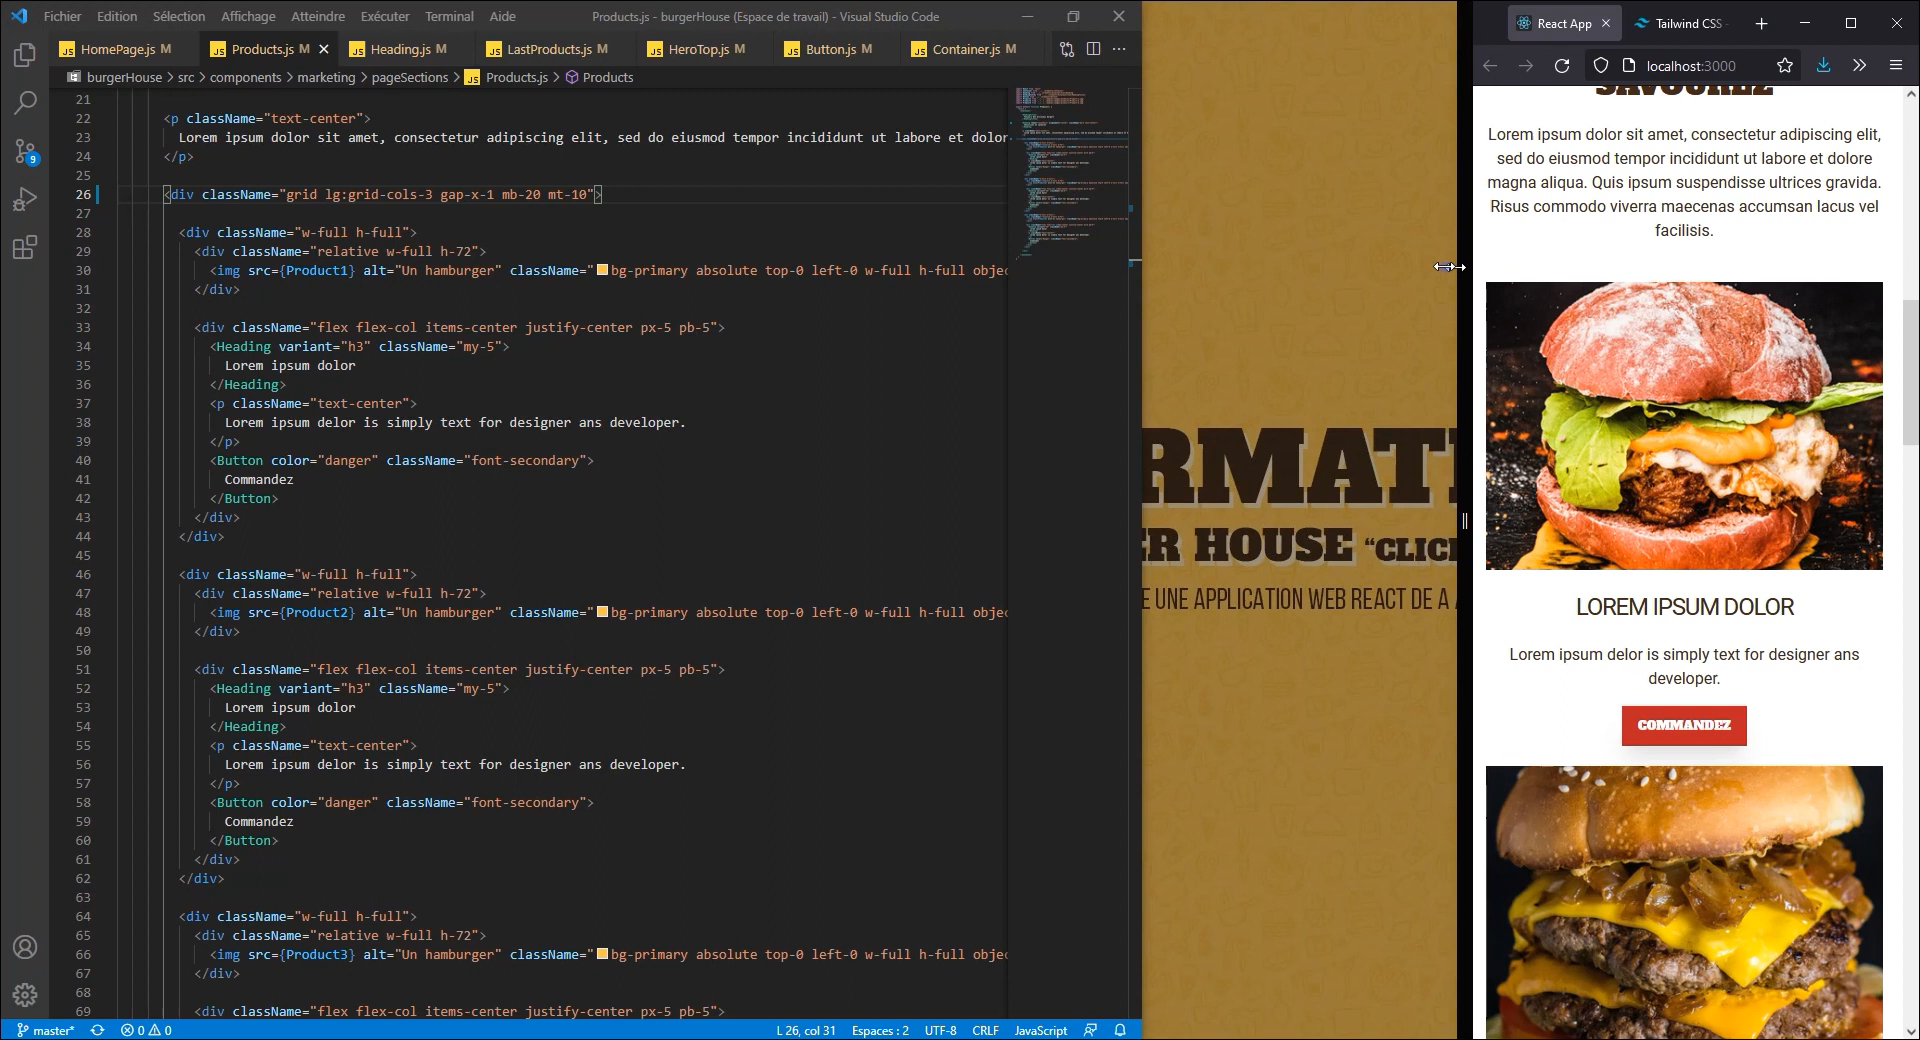 Fichier Edition Sélection Affichage Atteindre Exécuter Terminal Aide
Products.js - burgerHouse (Espace de travail) - Visual Studio Code
JS HomePage.js M JS Products.js M JS Heading.js M JS LastProducts.js M JS HeroTop.js M JS Button.js M JS Container.js M
burgerHouse > src > components > marketing > pageSections > JS Products.js > Products
21
22 <p className="text-center">
23 Lorem ipsum dolor sit amet, consectetur adipiscing elit, sed do eiusmod tempor incididunt ut labore et dolor
24 </p>
25
26 <div className="grid lg:grid-cols-3 gap-x-1 mb-20 mt-10">
27
28 <div className="w-full h-full">
29 <div className="relative w-full h-72">
30 <img src={Product1} alt="Un hamburger" className="bg-primary absolute top-0 left-0 w-full h-full objec
31 </div>
32
33 <div className="flex flex-col items-center justify-center px-5 pb-5">
34 <Heading variant="h3" className="my-5">
35 Lorem ipsum dolor
36 </Heading>
37 <p className="text-center">
38 Lorem ipsum delor is simply text for designer ans developer.
39 </p>
40 <Button color="danger" className="font-secondary">
41 Commandez
42 </Button>
43 </div>
44 </div>
45
46 <div className="w-full h-full">
47 <div className="relative w-full h-72">
48 <img src={Product2} alt="Un hamburger" className="bg-primary absolute top-0 left-0 w-full h-full objec
49 </div>
50
51 <div className="flex flex-col items-center justify-center px-5 pb-5">
52 <Heading variant="h3" className="my-5">
53 Lorem ipsum dolor
54 </Heading>
55 <p className="text-center">
56 Lorem ipsum delor is simply text for designer ans developer.
57 </p>
58 <Button color="danger" className="font-secondary">
59 Commandez
60 </Button>
61 </div>
62 </div>
63
64 <div className="w-full h-full">
65 <div className="relative w-full h-72">
66 <img src={Product3} alt="Un hamburger" className="bg-primary absolute top-0 left-0 w-full h-full objec
67 </div>
68
69 <div className="flex flex-col items-center justify-center px-5 pb-5">
9
master* 0 0
L 26, col 31 Espaces : 2 UTF-8 CRLF JavaScript
RMAT
ER HOUSE “CLIC
E UNE APPLICATION WEB REACT DE A
React App
Tailwind CSS -
localhost:3000
SAVOUREZ
Lorem ipsum dolor sit amet, consectetur adipiscing elit,
sed do eiusmod tempor incididunt ut labore et dolore
magna aliqua. Quis ipsum suspendisse ultrices gravida.
Risus commodo viverra maecenas accumsan lacus vel
facilisis.
LOREM IPSUM DOLOR
Lorem ipsum delor is simply text for designer ans
developer.
COMMANDEZ